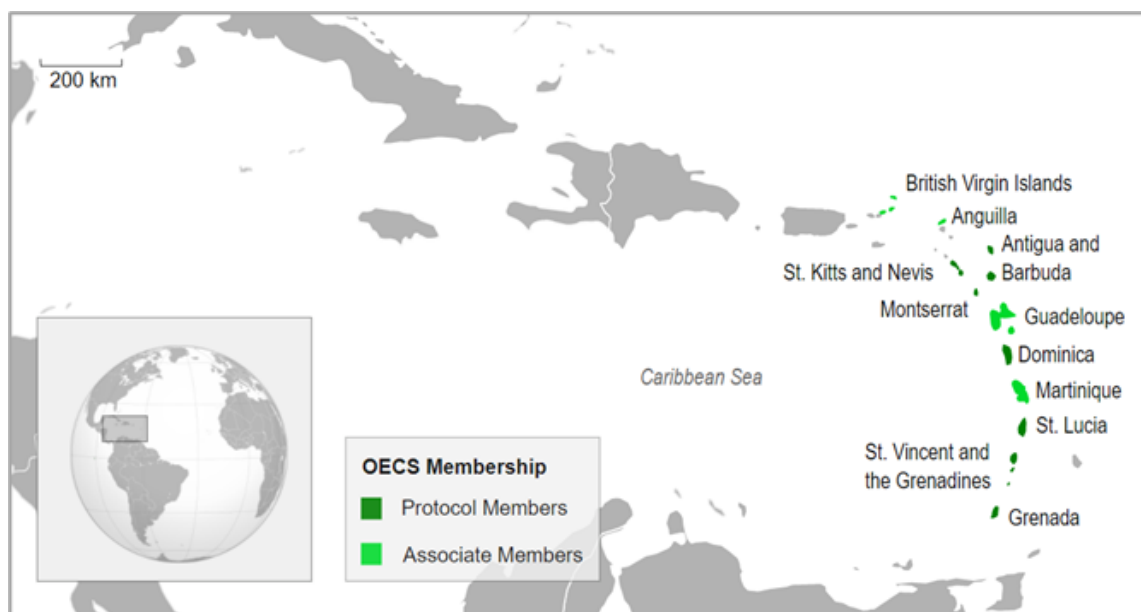 200 km
British Virgin Islands
Anguilla
Antigua and
Barbuda
St. Kitts and Nevis
Montserrat
Guadeloupe
Dominica
Caribbean Sea
Martinique
St. Lucia
St. Vincent and
the Grenadines
Grenada
OECS Membership
Protocol Members
Associate Members